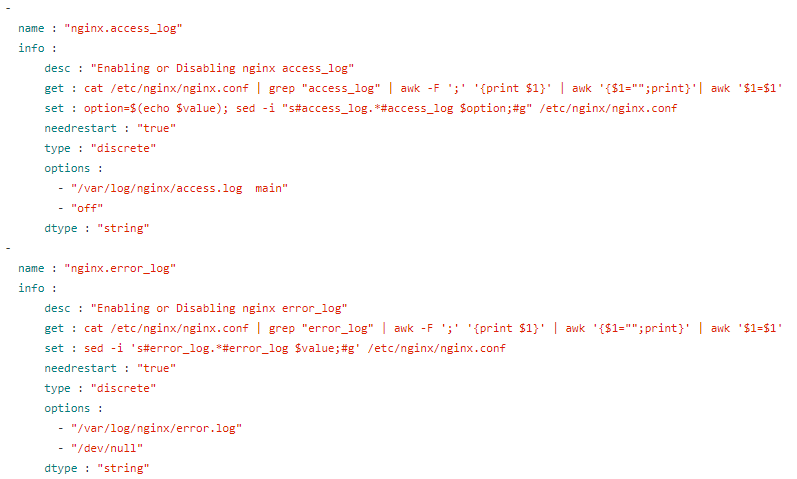 -
  name : "nginx.access_log"
  info :
      desc : "Enabling or Disabling nginx access_log"
      get : cat /etc/nginx/nginx.conf | grep "access_log" | awk -F ';' '{print $1}' | awk '{$1="";print}'| awk '$1=$1'
      set : option=$(echo $value); sed -i "s#access_log.*#access_log $option;#g" /etc/nginx/nginx.conf
      needrestart : "true"
      type : "discrete"
      options :
        - "/var/log/nginx/access.log  main"
        - "off"
      dtype : "string"
-
  name : "nginx.error_log"
  info :
      desc : "Enabling or Disabling nginx error_log"
      get : cat /etc/nginx/nginx.conf | grep "error_log" | awk -F ';' '{print $1}' | awk '{$1="";print}' | awk '$1=$1'
      set : sed -i 's#error_log.*#error_log $value;#g' /etc/nginx/nginx.conf
      needrestart : "true"
      type : "discrete"
      options :
        - "/var/log/nginx/error.log"
        - "/dev/null"
      dtype : "string"